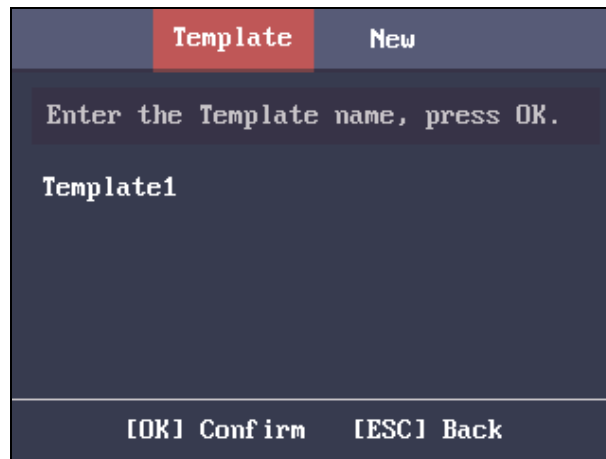 Template New
Enter the Template name, press OK.
Template1
[OK] Confirm [ESC] Back